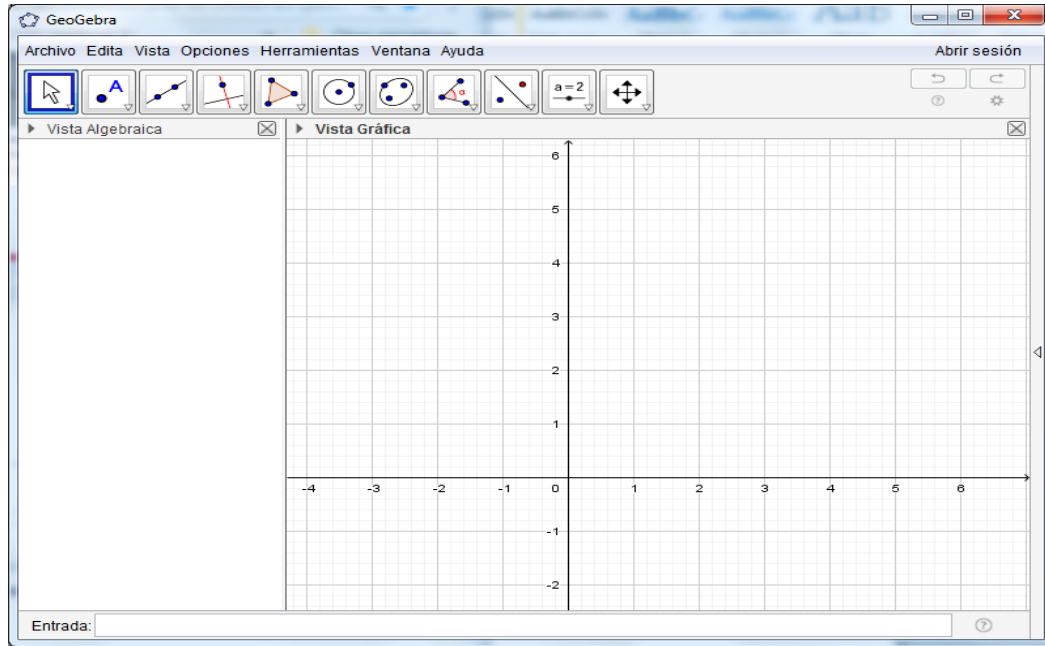 GeoGebra
Archivo Edita Vista Opciones Herramientas Ventana Ayuda Abrir sesión
A α a=2
Vista Algebraica Vista Gráfica
6
5
4
3
2
1
-4 -3 -2 -1 0 1 2 3 4 5 6
-1
-2
Entrada: